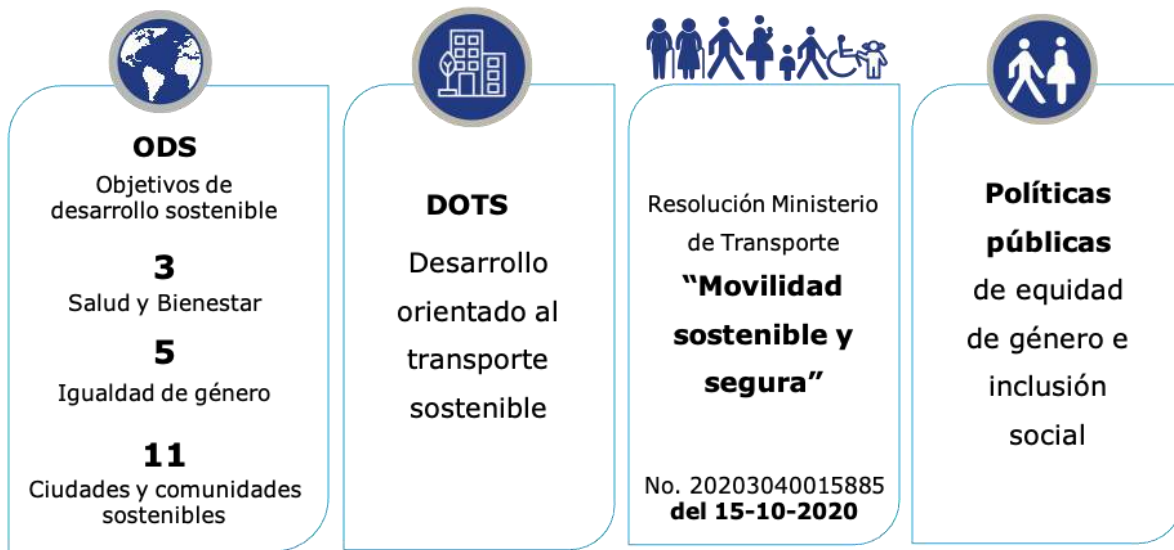 ODS
Objetivos de
desarrollo sostenible
3
Salud y Bienestar
5
Igualdad de género
11
Ciudades y comunidades
sostenibles
DOTS
Desarrollo
orientado al
transporte
sostenible
Resolución Ministerio
de Transporte
“Movilidad
sostenible y
segura”
No. 20203040015885
del 15-10-2020
Políticas
públicas
de equidad
de género e
inclusión
social